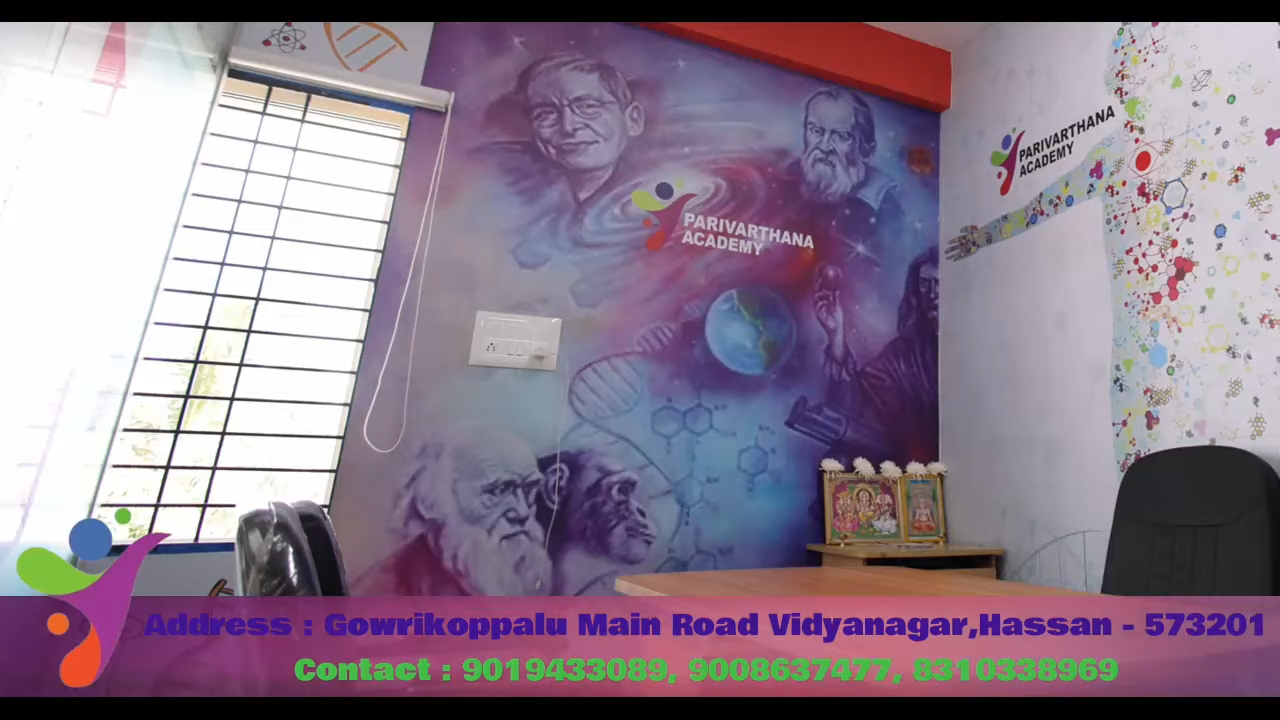 PARIVARTHANA
ACADEMY
PARIVARTHANA
ACADEMY
Address : Gowrikoppalu Main Road Vidyanagar,Hassan - 573201
Contact : 9019433089, 9008637477, 8310338969